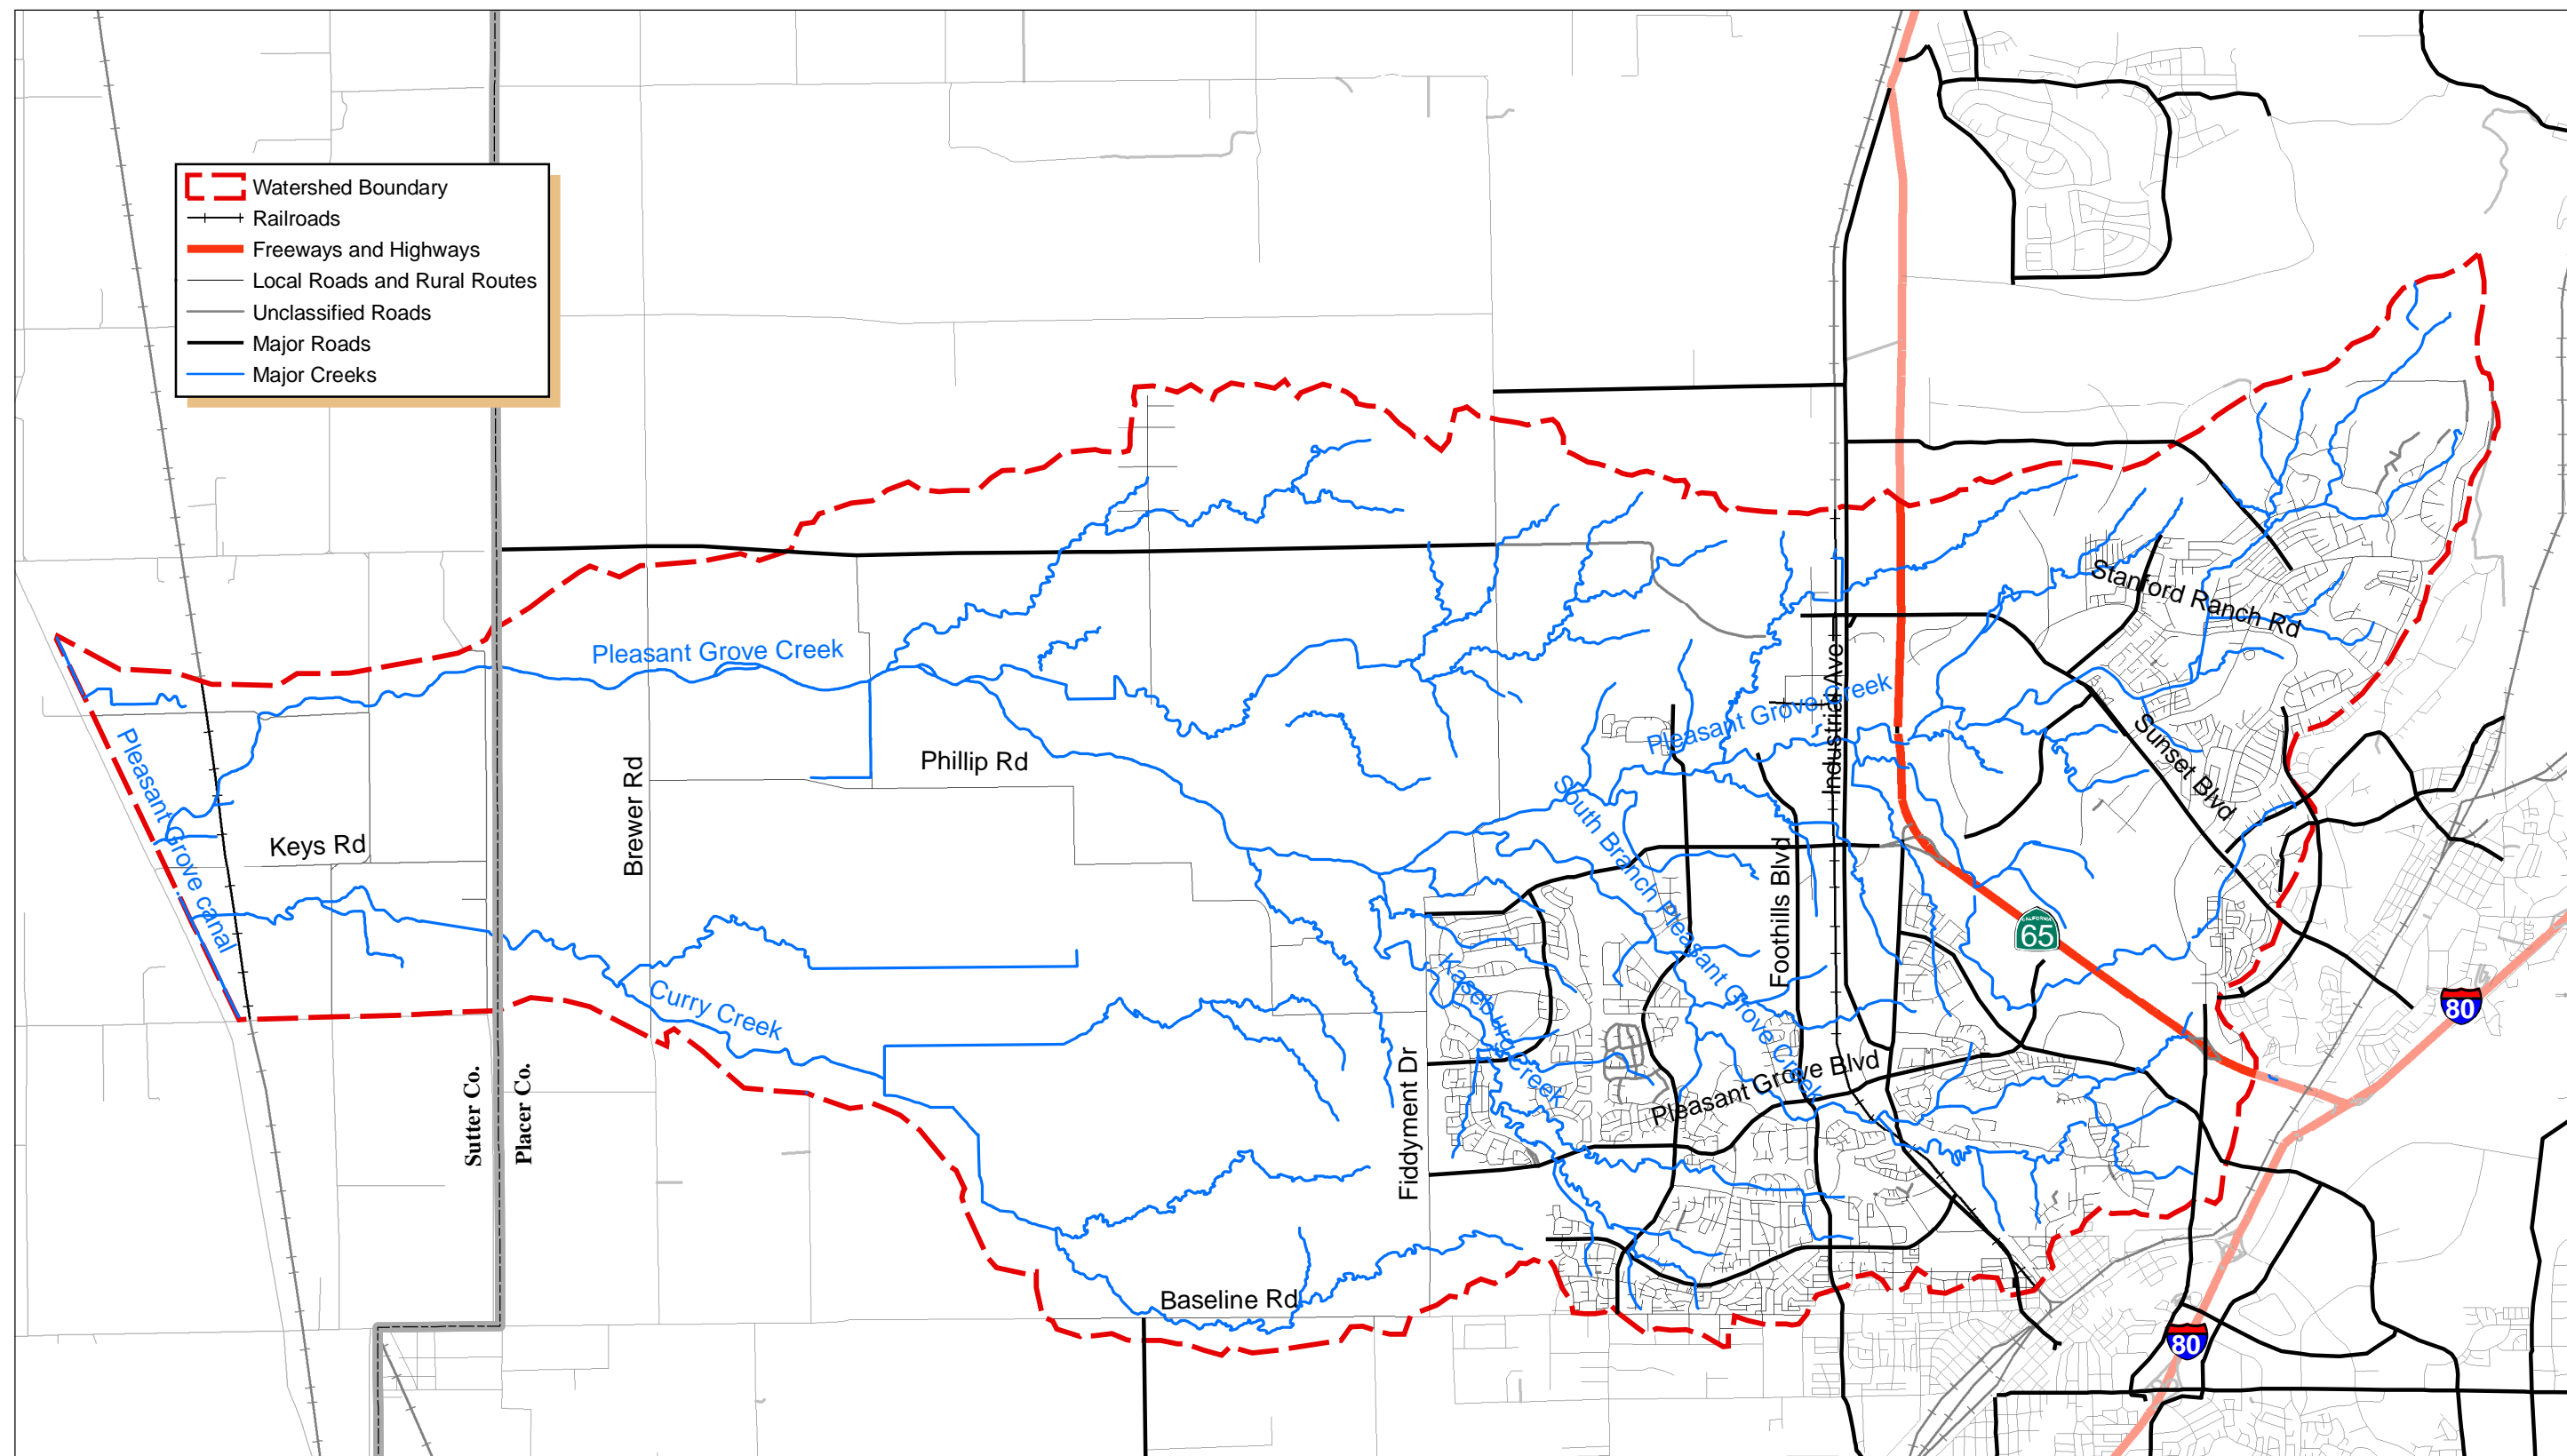 Watershed Boundary
Railroads
Freeways and Highways
Local Roads and Rural Routes
Unclassified Roads
Major Roads
Major Creeks
Stanford Ranch Rd
Pleasant Grove Creek
Industrial Ave
Pleasant Grove Creek
Sunset Blvd
Pleasant Grove canal
Phillip Rd
Brewer Rd
Keys Rd
South Branch Pleasant Grove Creek
Foothills Blvd
CALIFORNIA
65
80
Curry Creek
Kaseburg Creek
Sutter Co.
Placer Co.
Fiddyment Dr
Pleasant Grove Blvd
Baseline Rd
80